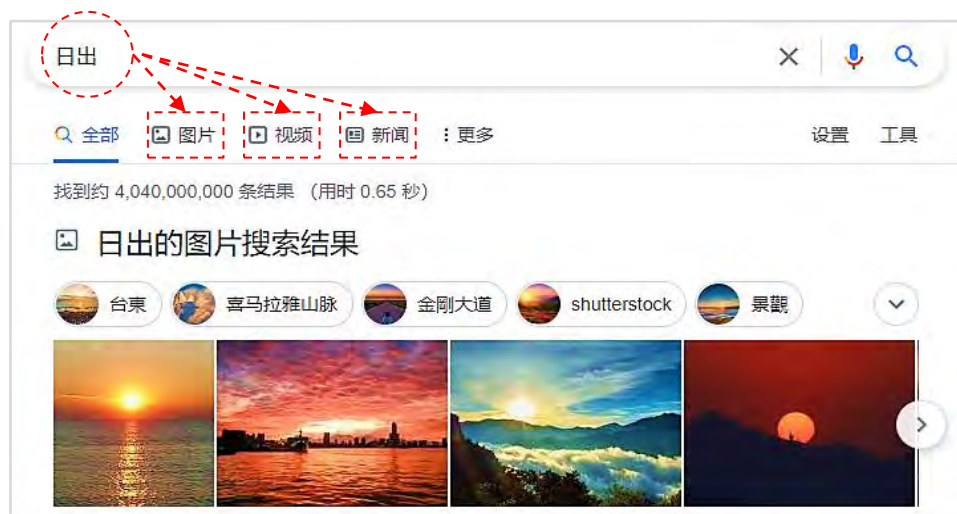 日出
全部 图片 视频 新闻 更多 设置 工具
找到约 4,040,000,000 条结果 （用时 0.65 秒）
日出的图片搜索结果
台東 喜马拉雅山脉 金剛大道 shutterstock 景觀